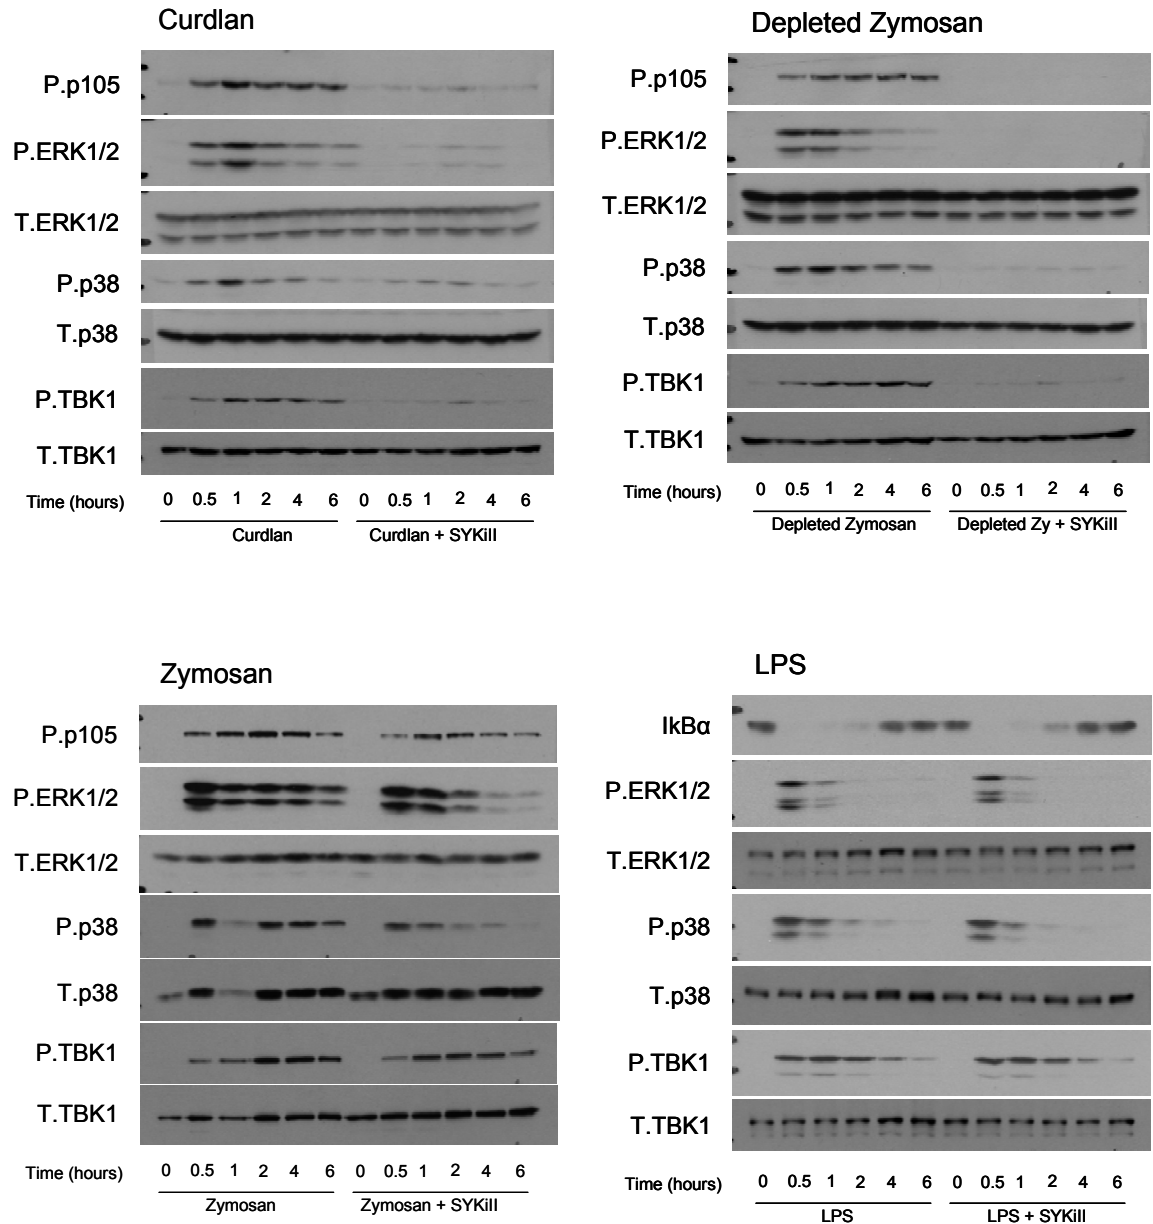 Curdlan
P.p105
P.ERK1/2
T.ERK1/2
P.p38
T.p38
P.TBK1
T.TBK1
Time (hours) 0 0.5 1 2 4 6 0 0.5 1 2 4 6
Curdlan Curdlan + SYKiII
Depleted Zymosan
P.p105
P.ERK1/2
T.ERK1/2
P.p38
T.p38
P.TBK1
T.TBK1
Time (hours) 0 0.5 1 2 4 6 0 0.5 1 2 4 6
Depleted Zymosan Depleted Zy + SYKiII
Zymosan
P.p105
P.ERK1/2
T.ERK1/2
P.p38
T.p38
P.TBK1
T.TBK1
Time (hours) 0 0.5 1 2 4 6 0 0.5 1 2 4 6
Zymosan Zymosan + SYKiII
LPS
IkBα
P.ERK1/2
T.ERK1/2
P.p38
T.p38
P.TBK1
T.TBK1
Time (hours) 0 0.5 1 2 4 6 0 0.5 1 2 4 6
LPS LPS + SYKiII